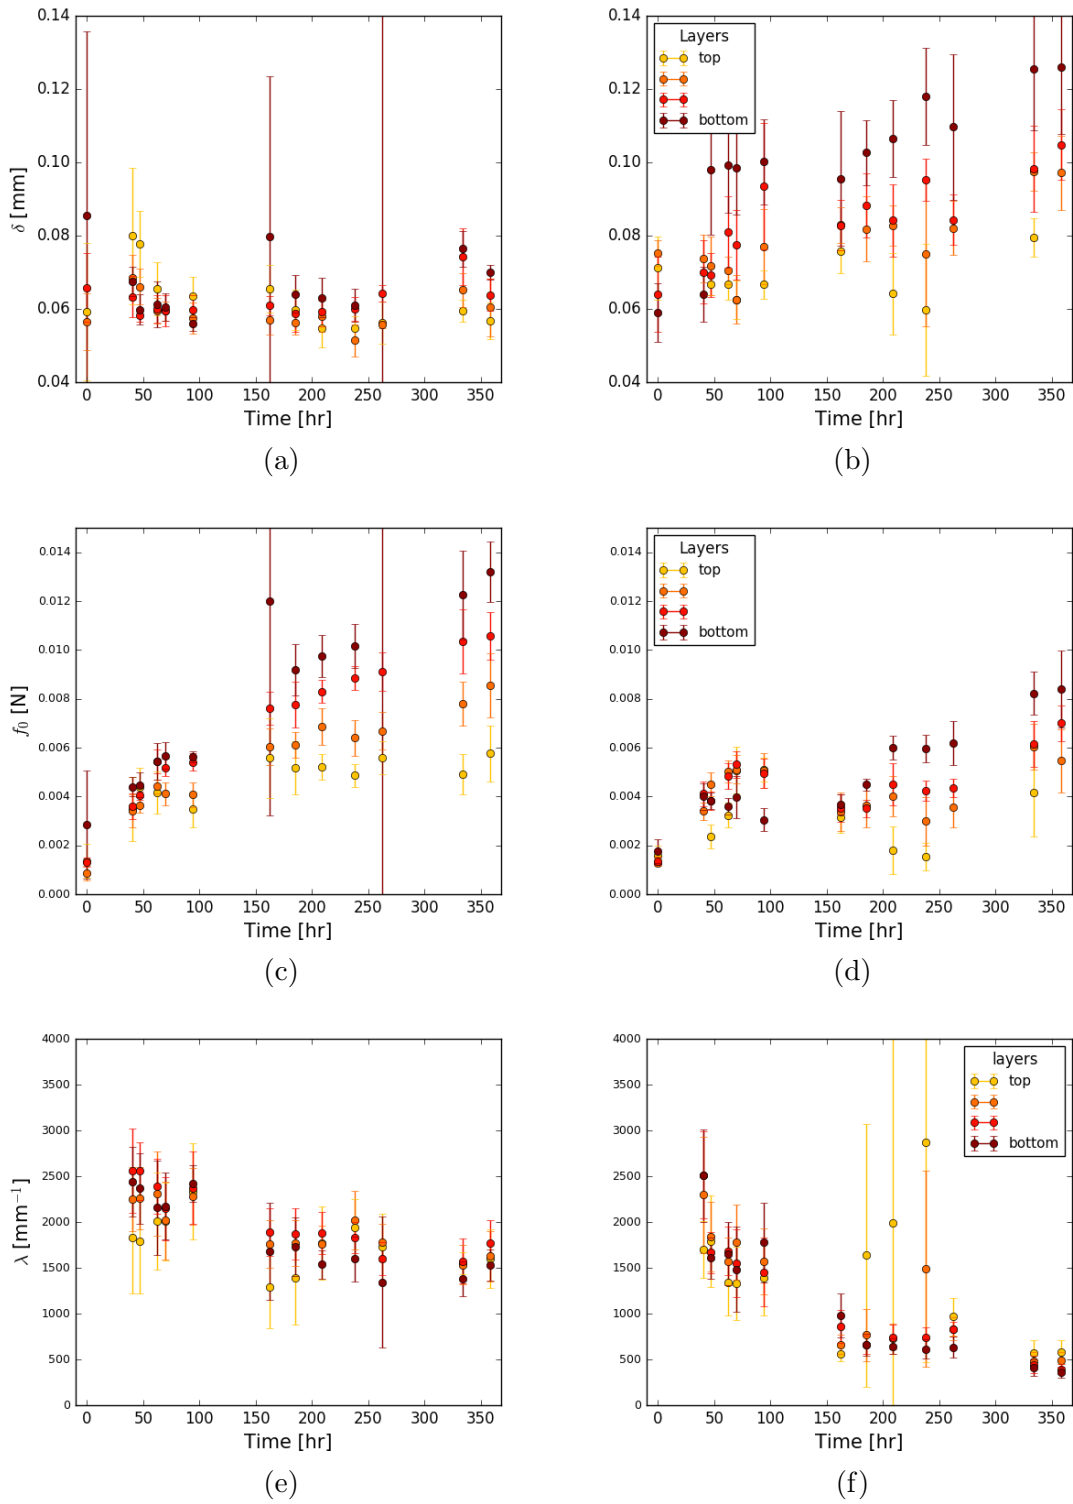 0.14
0.12
0.10
0.08
0.06
0.04
δ [mm]
0 50 100 150 200 250 300 350
Time [hr]
(a)
0.14
0.12
0.10
0.08
0.06
0.04
Layers
top
bottom
0 50 100 150 200 250 300 350
Time [hr]
(b)
0.014
0.012
0.010
0.008
0.006
0.004
0.002
0.000
f₀ [N]
0 50 100 150 200 250 300 350
Time [hr]
(c)
0.014
0.012
0.010
0.008
0.006
0.004
0.002
0.000
Layers
top
bottom
0 50 100 150 200 250 300 350
Time [hr]
(d)
4000
3500
3000
2500
2000
1500
1000
500
0
λ [mm⁻¹]
0 50 100 150 200 250 300 350
Time [hr]
(e)
4000
3500
3000
2500
2000
1500
1000
500
0
layers
top
bottom
0 50 100 150 200 250 300 350
Time [hr]
(f)